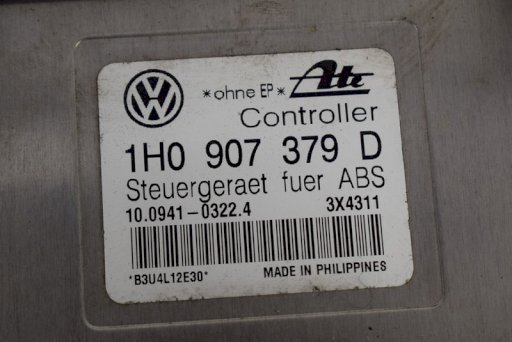 VW *ohne EP* Ate
Controller
1H0 907 379 D
Steuergeraet fuer ABS
10.0941-0322.4 3X4311
*B3U4L12E30* MADE IN PHILIPPINES